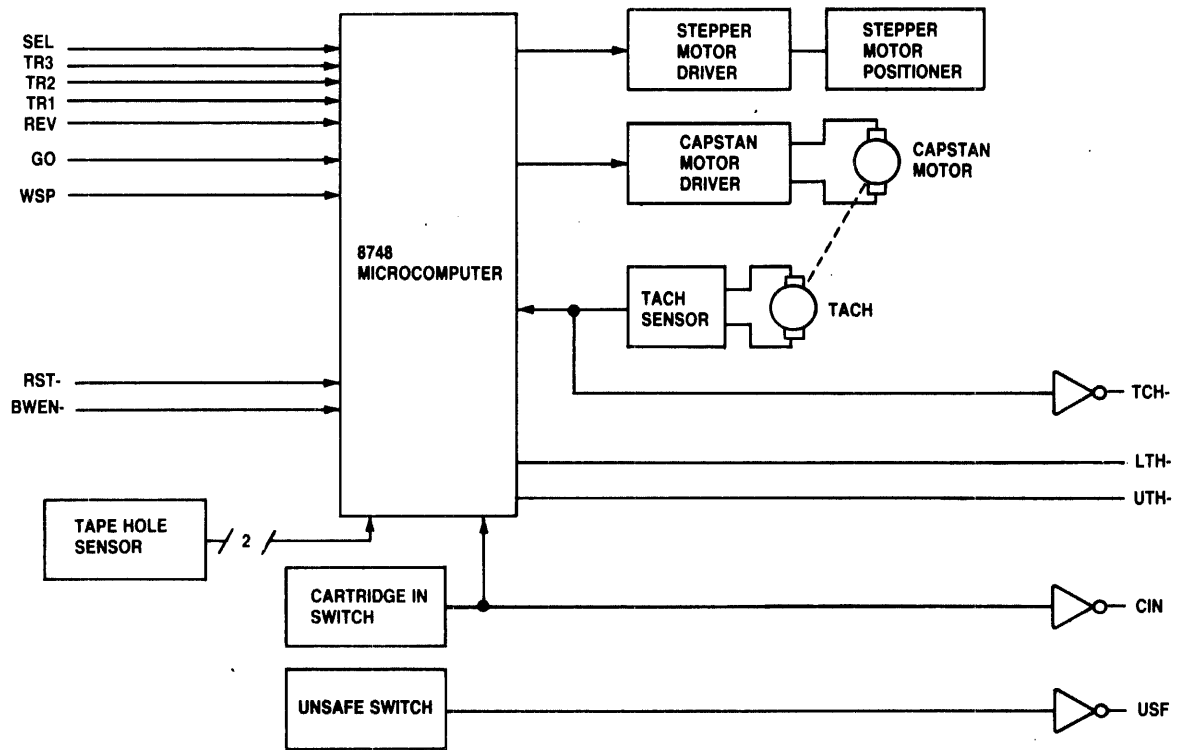 SEL
TR3
TR2
TR1
REV
GO
WSP
RST-
BWEN-
8748
MICROCOMPUTER
STEPPER
MOTOR
DRIVER
STEPPER
MOTOR
POSITIONER
CAPSTAN
MOTOR
DRIVER
CAPSTAN
MOTOR
TACH
SENSOR
TACH
TCH-
LTH-
UTH-
TAPE HOLE
SENSOR
2
CARTRIDGE IN
SWITCH
CIN
UNSAFE SWITCH
USF